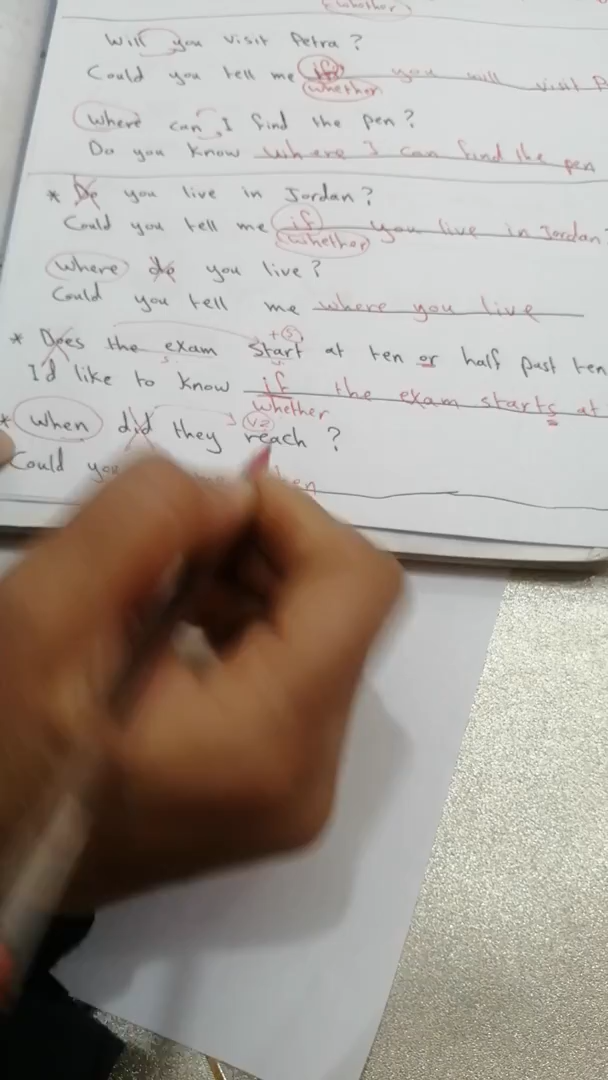 whether
Will you visit Petra?
Could you tell me if you will visit P
whether
Where can I find the pen?
Do you know where I can find the pen
* Do you live in Jordan?
Could you tell me if you live in Jordan?
whether
Where do you live?
Could you tell me where you live
+ s
* Does the exam start at ten or half past ten
s v
I'd like to know if the exam starts at
whether
s V2
* When did they reach?
Could you